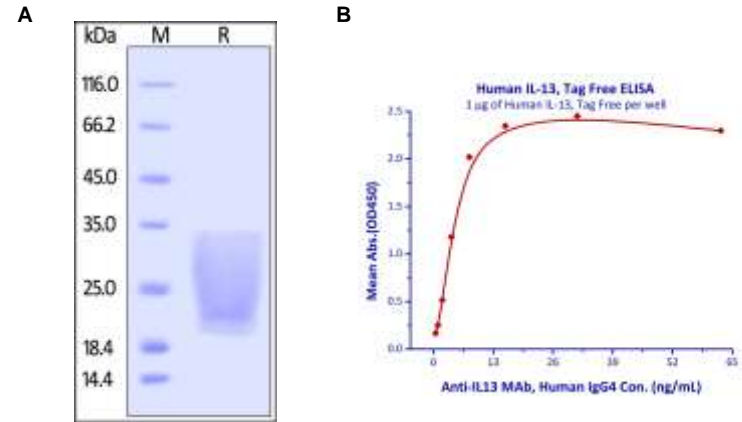 A
B
kDa M R
116.0
66.2
45.0
35.0
25.0
18.4
14.4
Human IL-13, Tag Free ELISA
1 μg of Human IL-13, Tag Free per well
Mean Abs.(OD450)
2.5
2.0
1.5
1.0
0.5
0.0
0 13 26 39 52 65
Anti-IL13 MAb, Human IgG4 Con. (ng/mL)